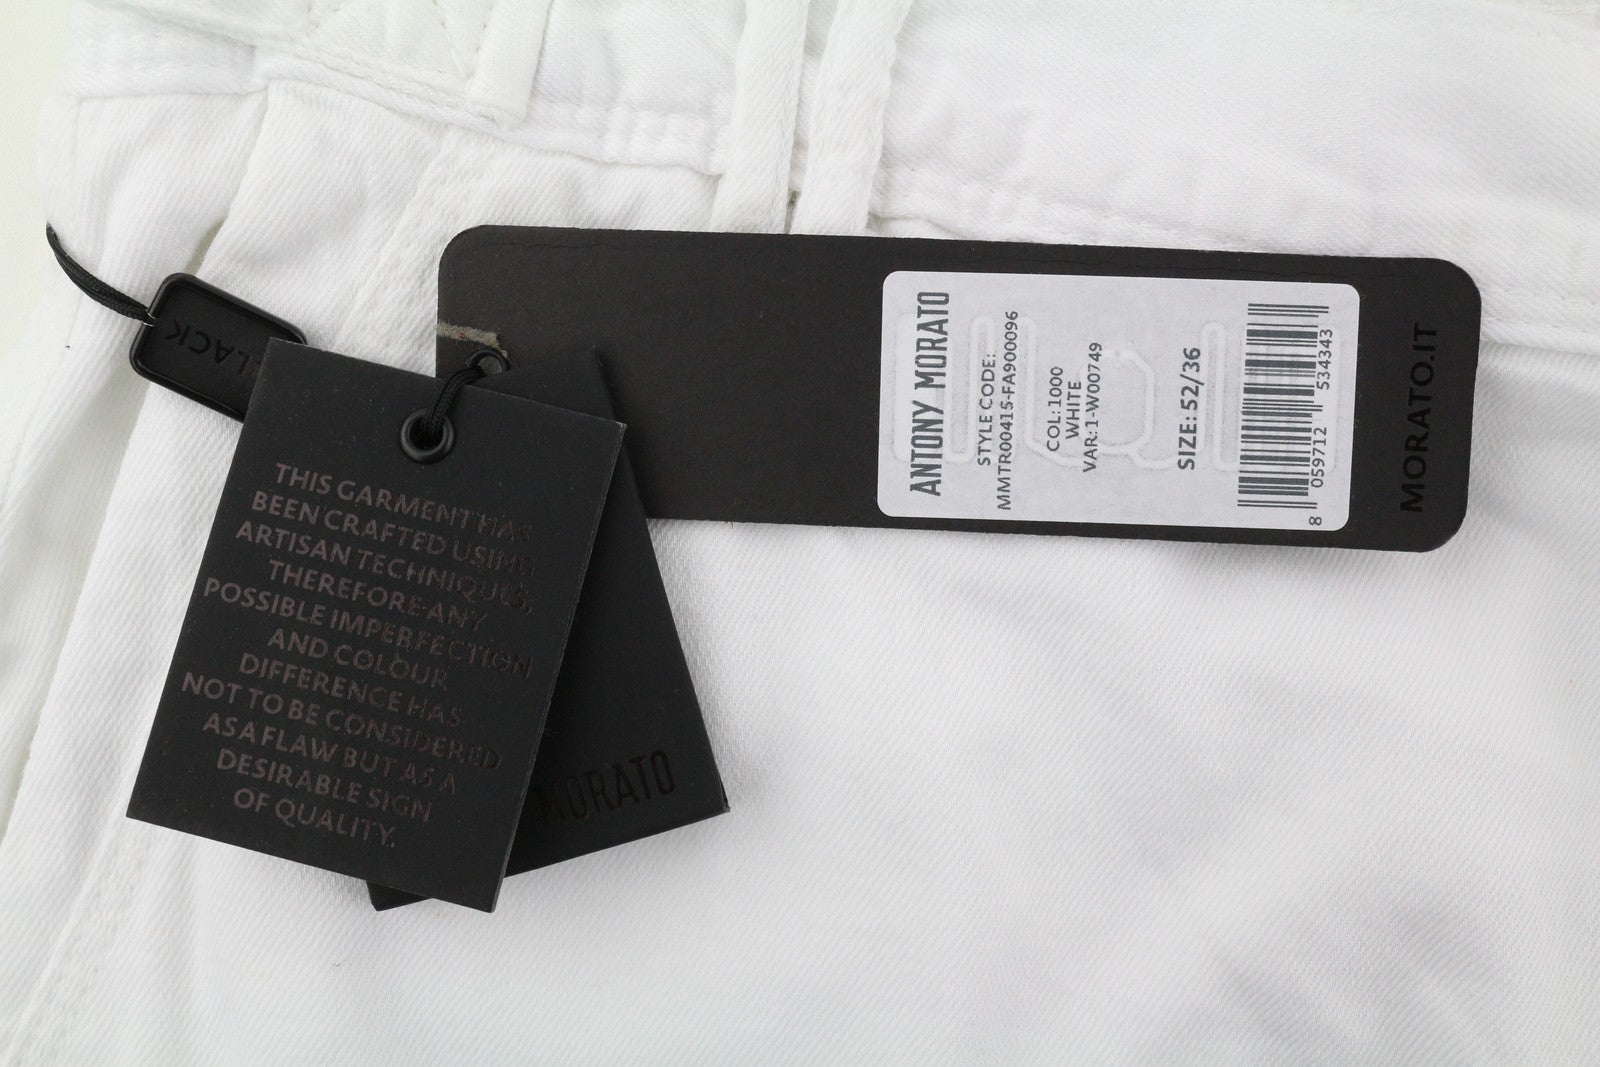 THIS GARMENT HAS
BEEN CRAFTED USING
ARTISAN TECHNIQUES,
THEREFORE ANY
POSSIBLE IMPERFECTION
AND COLOUR
DIFFERENCE HAS
NOT TO BE CONSIDERED
AS A FLAW BUT AS A
DESIRABLE SIGN
OF QUALITY.
MORATO
LACK
ANTONY MORATO
STYLE CODE:
MMTR00415-FA900096
COL: 1000
WHITE
VAR: 1-W00749
SIZE: 52/36
8 059712 534343
MORATO.IT